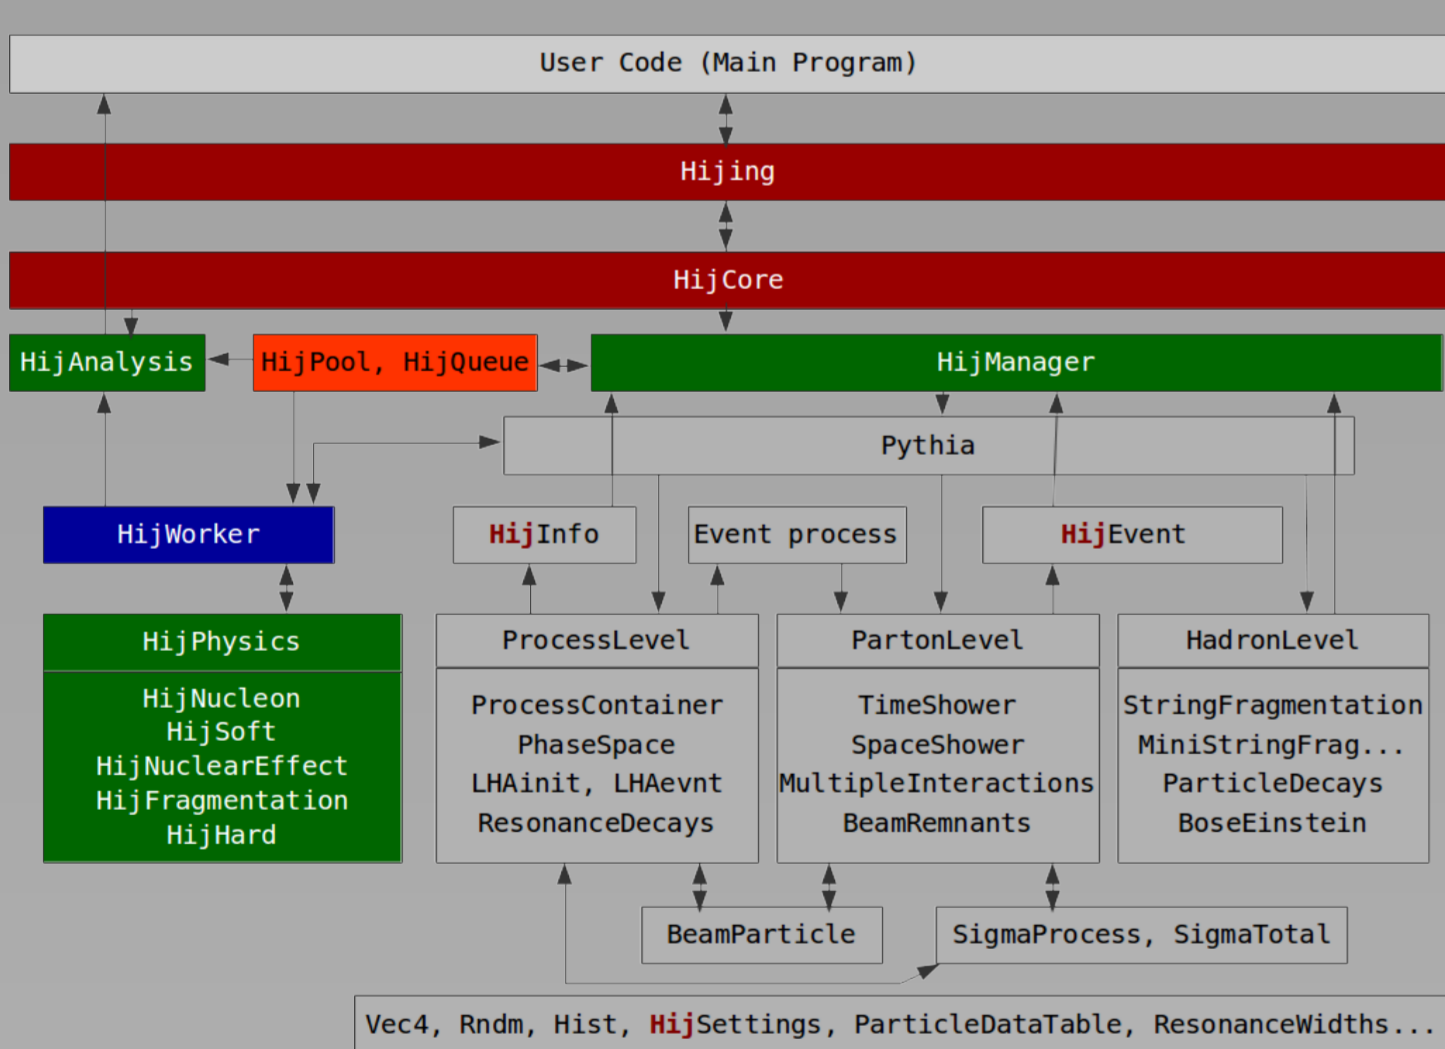 User Code (Main Program)
Hijing
HijCore
HijAnalysis
HijPool, HijQueue
HijManager
Pythia
HijWorker
HijInfo
Event process
HijEvent
HijPhysics
HijNucleon
HijSoft
HijNuclearEffect
HijFragmentation
HijHard
ProcessLevel
ProcessContainer
PhaseSpace
LHAinit, LHAevnt
ResonanceDecays
PartonLevel
TimeShower
SpaceShower
MultipleInteractions
BeamRemnants
HadronLevel
StringFragmentation
MiniStringFrag...
ParticleDecays
BoseEinstein
BeamParticle
SigmaProcess, SigmaTotal
Vec4, Rndm, Hist, HijSettings, ParticleDataTable, ResonanceWidths...